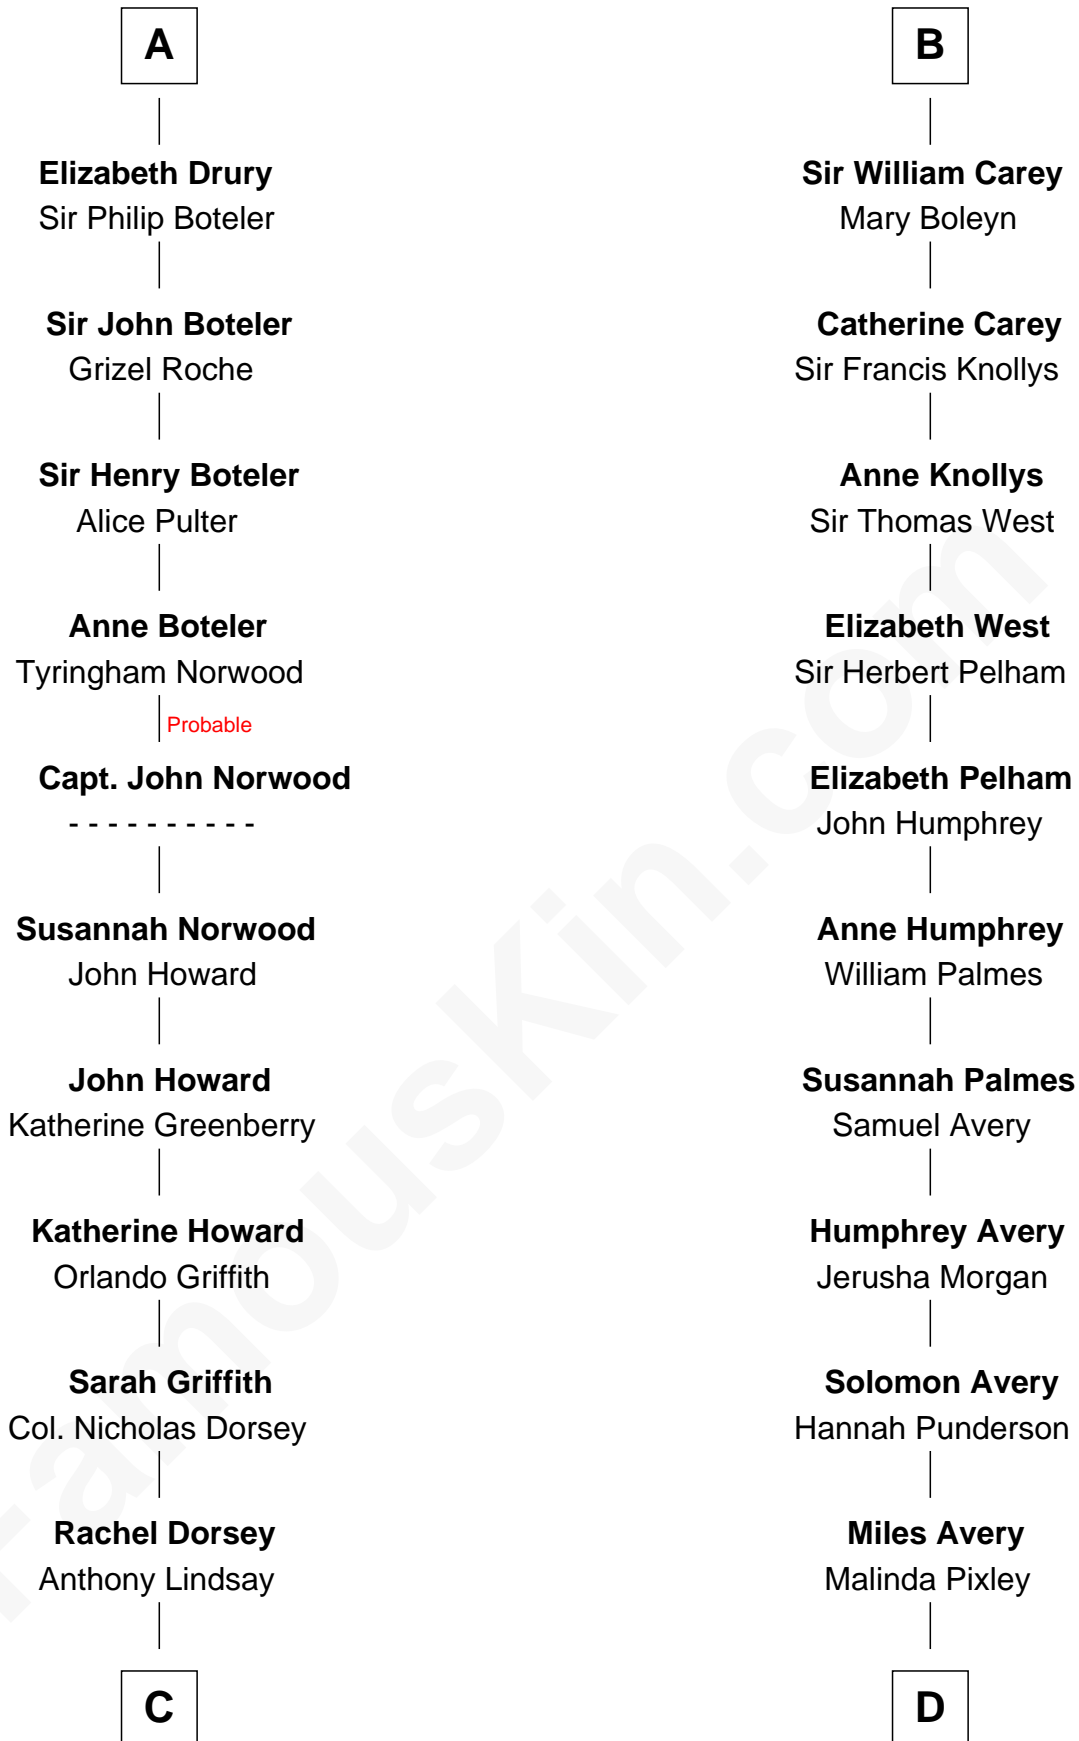 A
Elizabeth Drury
Sir Philip Boteler
Sir John Boteler
Grizel Roche
Sir Henry Boteler
Alice Pulter
Anne Boteler
Tyringham Norwood
Probable
Capt. John Norwood
- - - - - - - - - -
Susannah Norwood
John Howard
John Howard
Katherine Greenberry
Katherine Howard
Orlando Griffith
Sarah Griffith
Col. Nicholas Dorsey
Rachel Dorsey
Anthony Lindsay
C
B
Sir William Carey
Mary Boleyn
Catherine Carey
Sir Francis Knollys
Anne Knollys
Sir Thomas West
Elizabeth West
Sir Herbert Pelham
Elizabeth Pelham
John Humphrey
Anne Humphrey
William Palmes
Susannah Palmes
Samuel Avery
Humphrey Avery
Jerusha Morgan
Solomon Avery
Hannah Punderson
Miles Avery
Malinda Pixley
D
FamousKin.com